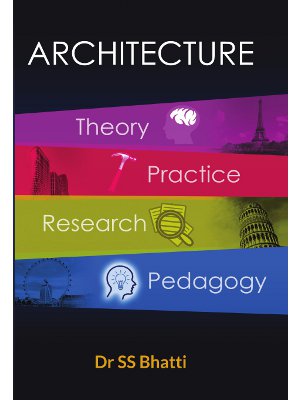 ARCHITECTURE
Theory
Practice
Research
Pedagogy
Dr SS Bhatti